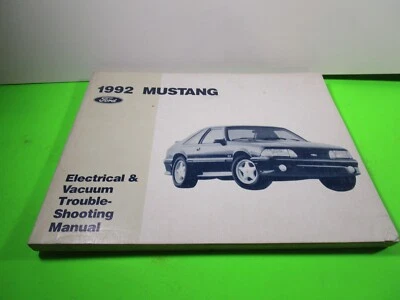 1992 MUSTANG
Ford
Electrical &
Vacuum
Trouble-
Shooting
Manual